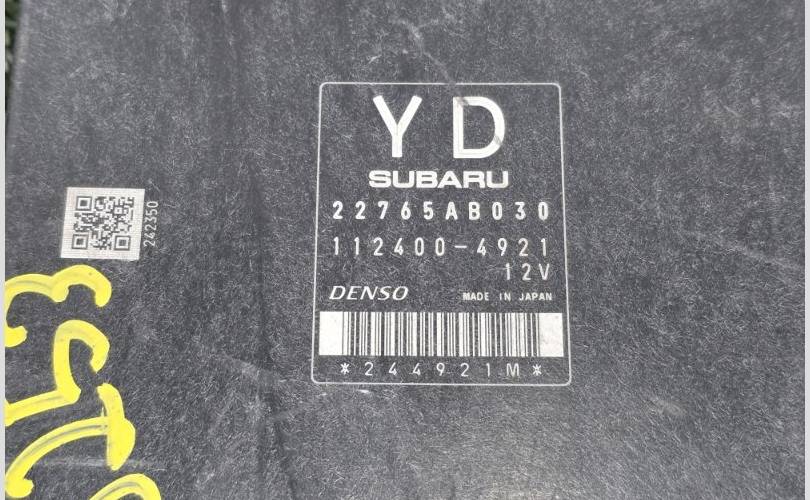 YD
SUBARU
22765AB030
112400-4921
12V
DENSO MADE IN JAPAN
*244921M*
242350